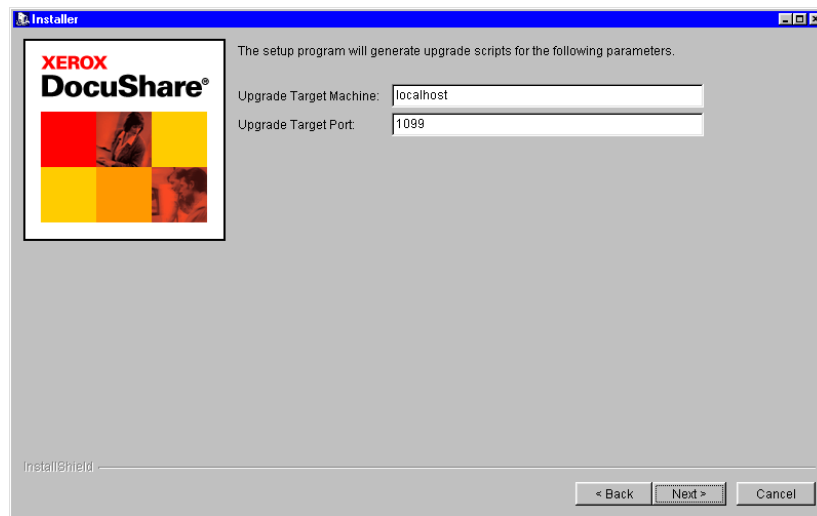 Installer
XEROX
DocuShare®
The setup program will generate upgrade scripts for the following parameters.
Upgrade Target Machine: localhost
Upgrade Target Port: 1099
InstallShield
< Back Next > Cancel